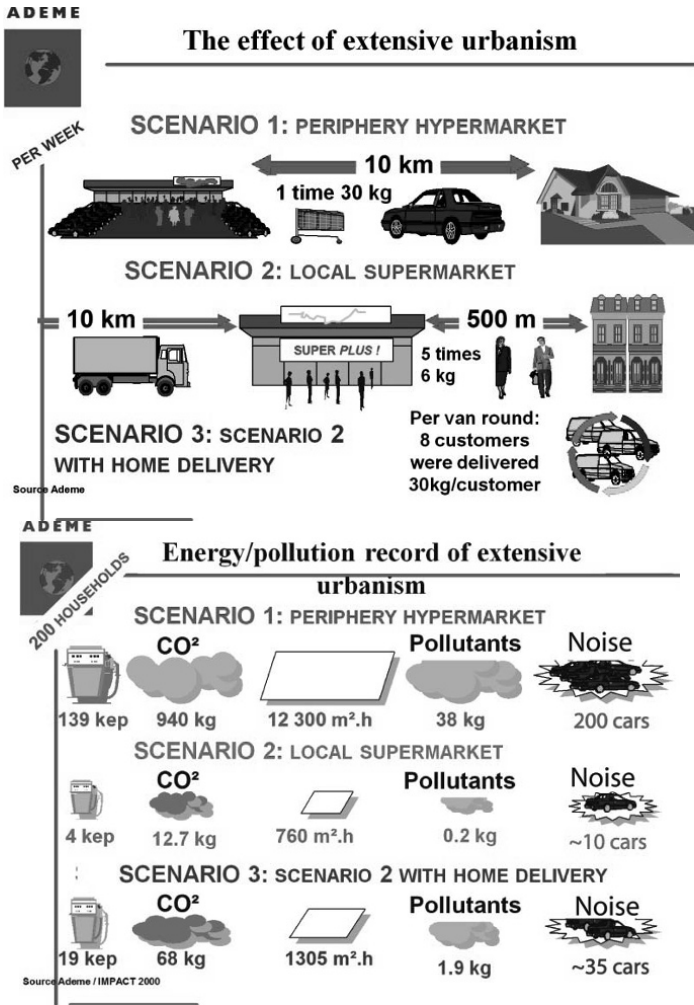 ADEME
The effect of extensive urbanism
PER WEEK
SCENARIO 1: PERIPHERY HYPERMARKET
10 km
1 time 30 kg
SCENARIO 2: LOCAL SUPERMARKET
10 km
500 m
SUPER PLUS !
5 times
6 kg
SCENARIO 3: SCENARIO 2
WITH HOME DELIVERY
Per van round:
8 customers
were delivered
30kg/customer
Source Ademe
ADEME
Energy/pollution record of extensive
urbanism
200 HOUSEHOLDS
SCENARIO 1: PERIPHERY HYPERMARKET
CO² Pollutants Noise
139 kep 940 kg 12 300 m².h 38 kg 200 cars
SCENARIO 2: LOCAL SUPERMARKET
CO² Pollutants Noise
4 kep 12.7 kg 760 m².h 0.2 kg ~10 cars
SCENARIO 3: SCENARIO 2 WITH HOME DELIVERY
CO² Pollutants Noise
19 kep 68 kg 1305 m².h 1.9 kg ~35 cars
Source Ademe / IMPACT 2000